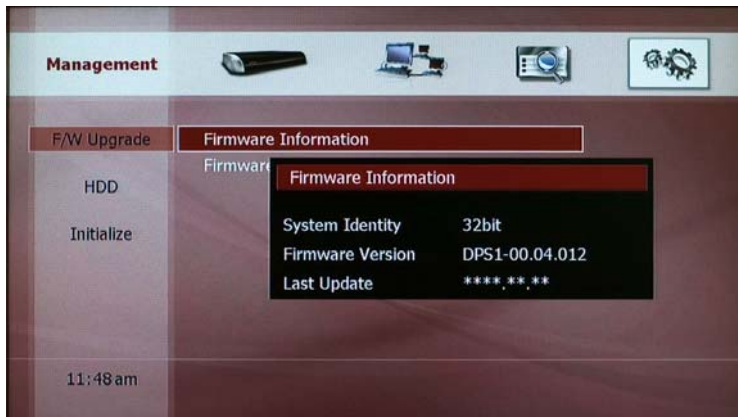 Management
F/W Upgrade
Firmware Information
HDD
Firmware
Initialize
Firmware Information
System Identity 32bit
Firmware Version DPS1-00.04.012
Last Update ****.**.**
11:48 am